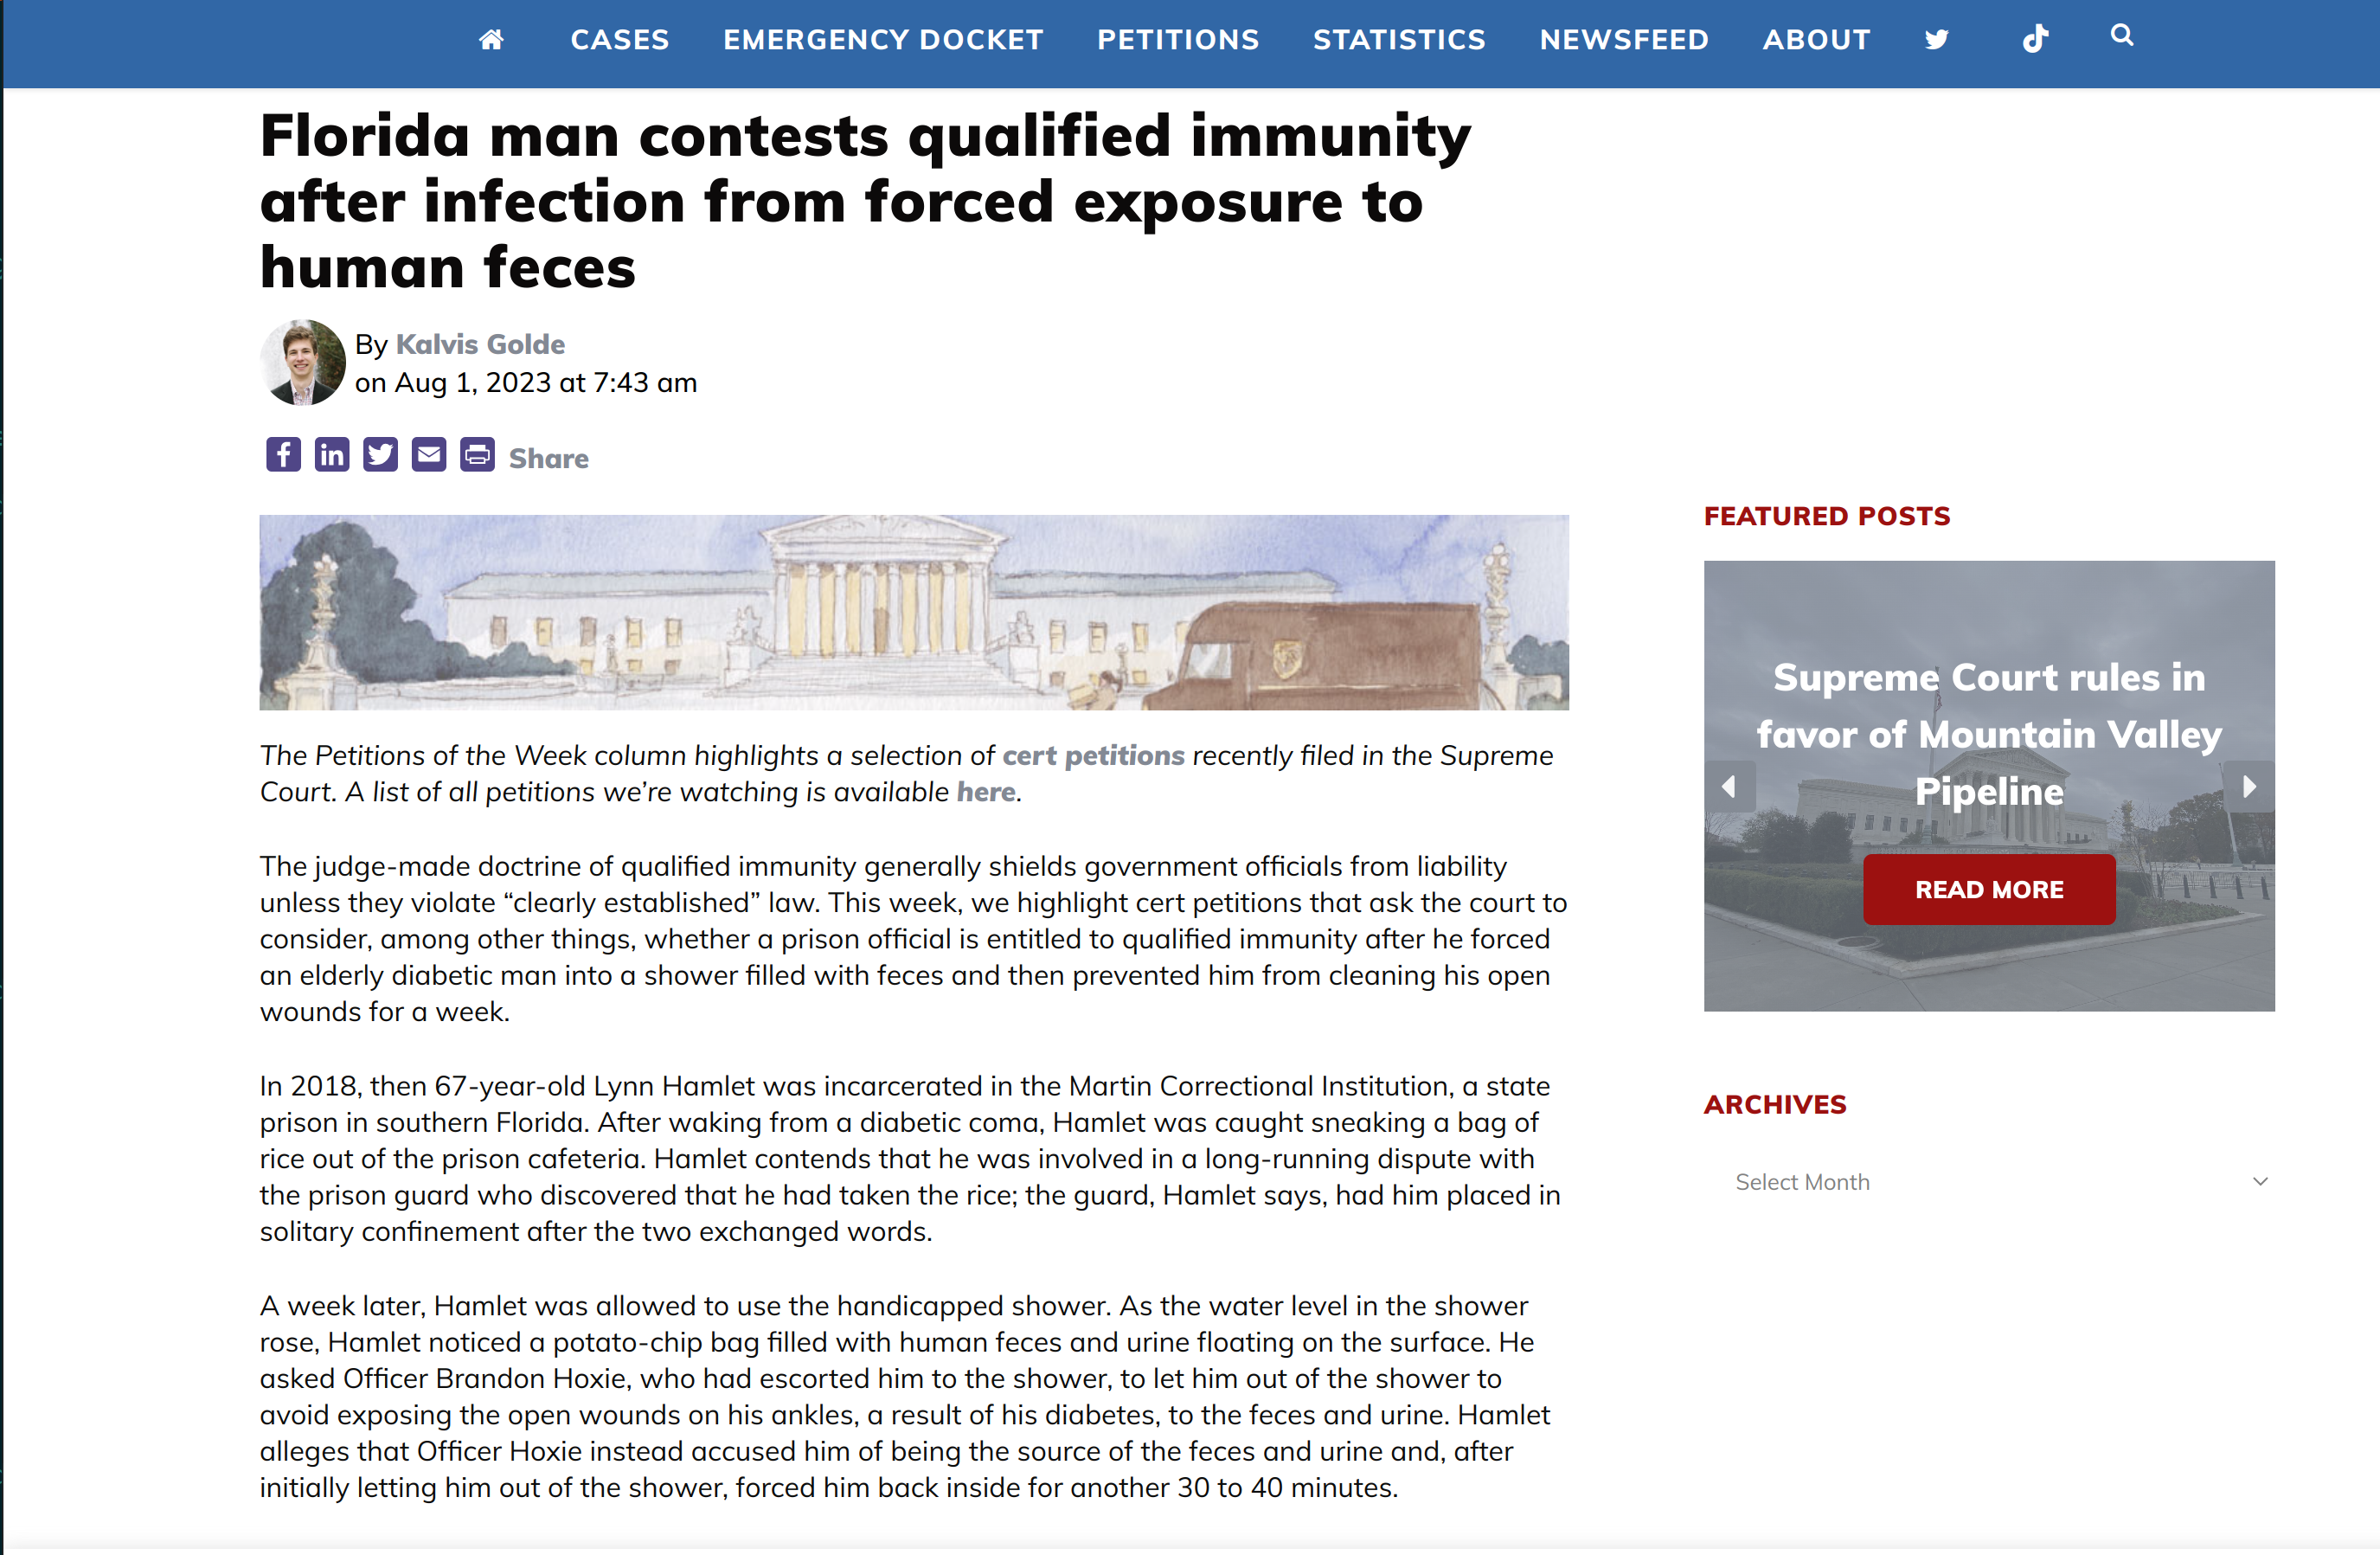 CASES EMERGENCY DOCKET PETITIONS STATISTICS NEWSFEED ABOUT
Florida man contests qualified immunity
after infection from forced exposure to
human feces
By Kalvis Golde
on Aug 1, 2023 at 7:43 am
Share
The Petitions of the Week column highlights a selection of cert petitions recently filed in the Supreme
Court. A list of all petitions we’re watching is available here.
The judge-made doctrine of qualified immunity generally shields government officials from liability
unless they violate “clearly established” law. This week, we highlight cert petitions that ask the court to
consider, among other things, whether a prison official is entitled to qualified immunity after he forced
an elderly diabetic man into a shower filled with feces and then prevented him from cleaning his open
wounds for a week.
In 2018, then 67-year-old Lynn Hamlet was incarcerated in the Martin Correctional Institution, a state
prison in southern Florida. After waking from a diabetic coma, Hamlet was caught sneaking a bag of
rice out of the prison cafeteria. Hamlet contends that he was involved in a long-running dispute with
the prison guard who discovered that he had taken the rice; the guard, Hamlet says, had him placed in
solitary confinement after the two exchanged words.
A week later, Hamlet was allowed to use the handicapped shower. As the water level in the shower
rose, Hamlet noticed a potato-chip bag filled with human feces and urine floating on the surface. He
asked Officer Brandon Hoxie, who had escorted him to the shower, to let him out of the shower to
avoid exposing the open wounds on his ankles, a result of his diabetes, to the feces and urine. Hamlet
alleges that Officer Hoxie instead accused him of being the source of the feces and urine and, after
initially letting him out of the shower, forced him back inside for another 30 to 40 minutes.
FEATURED POSTS
Supreme Court rules in
favor of Mountain Valley
Pipeline
READ MORE
ARCHIVES
Select Month